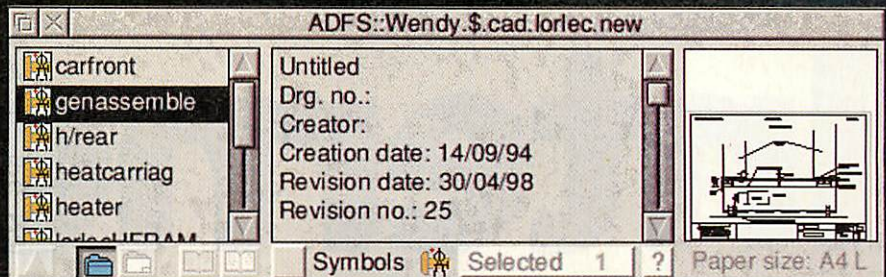 ADFS::Wendy.$.cad.lorlec.new
carfront
genassemble
h/rear
heatcarriag
heater
Untitled
Drg. no.:
Creator:
Creation date: 14/09/94
Revision date: 30/04/98
Revision no.: 25
Symbols
Selected 1
?
Paper size: A4 L